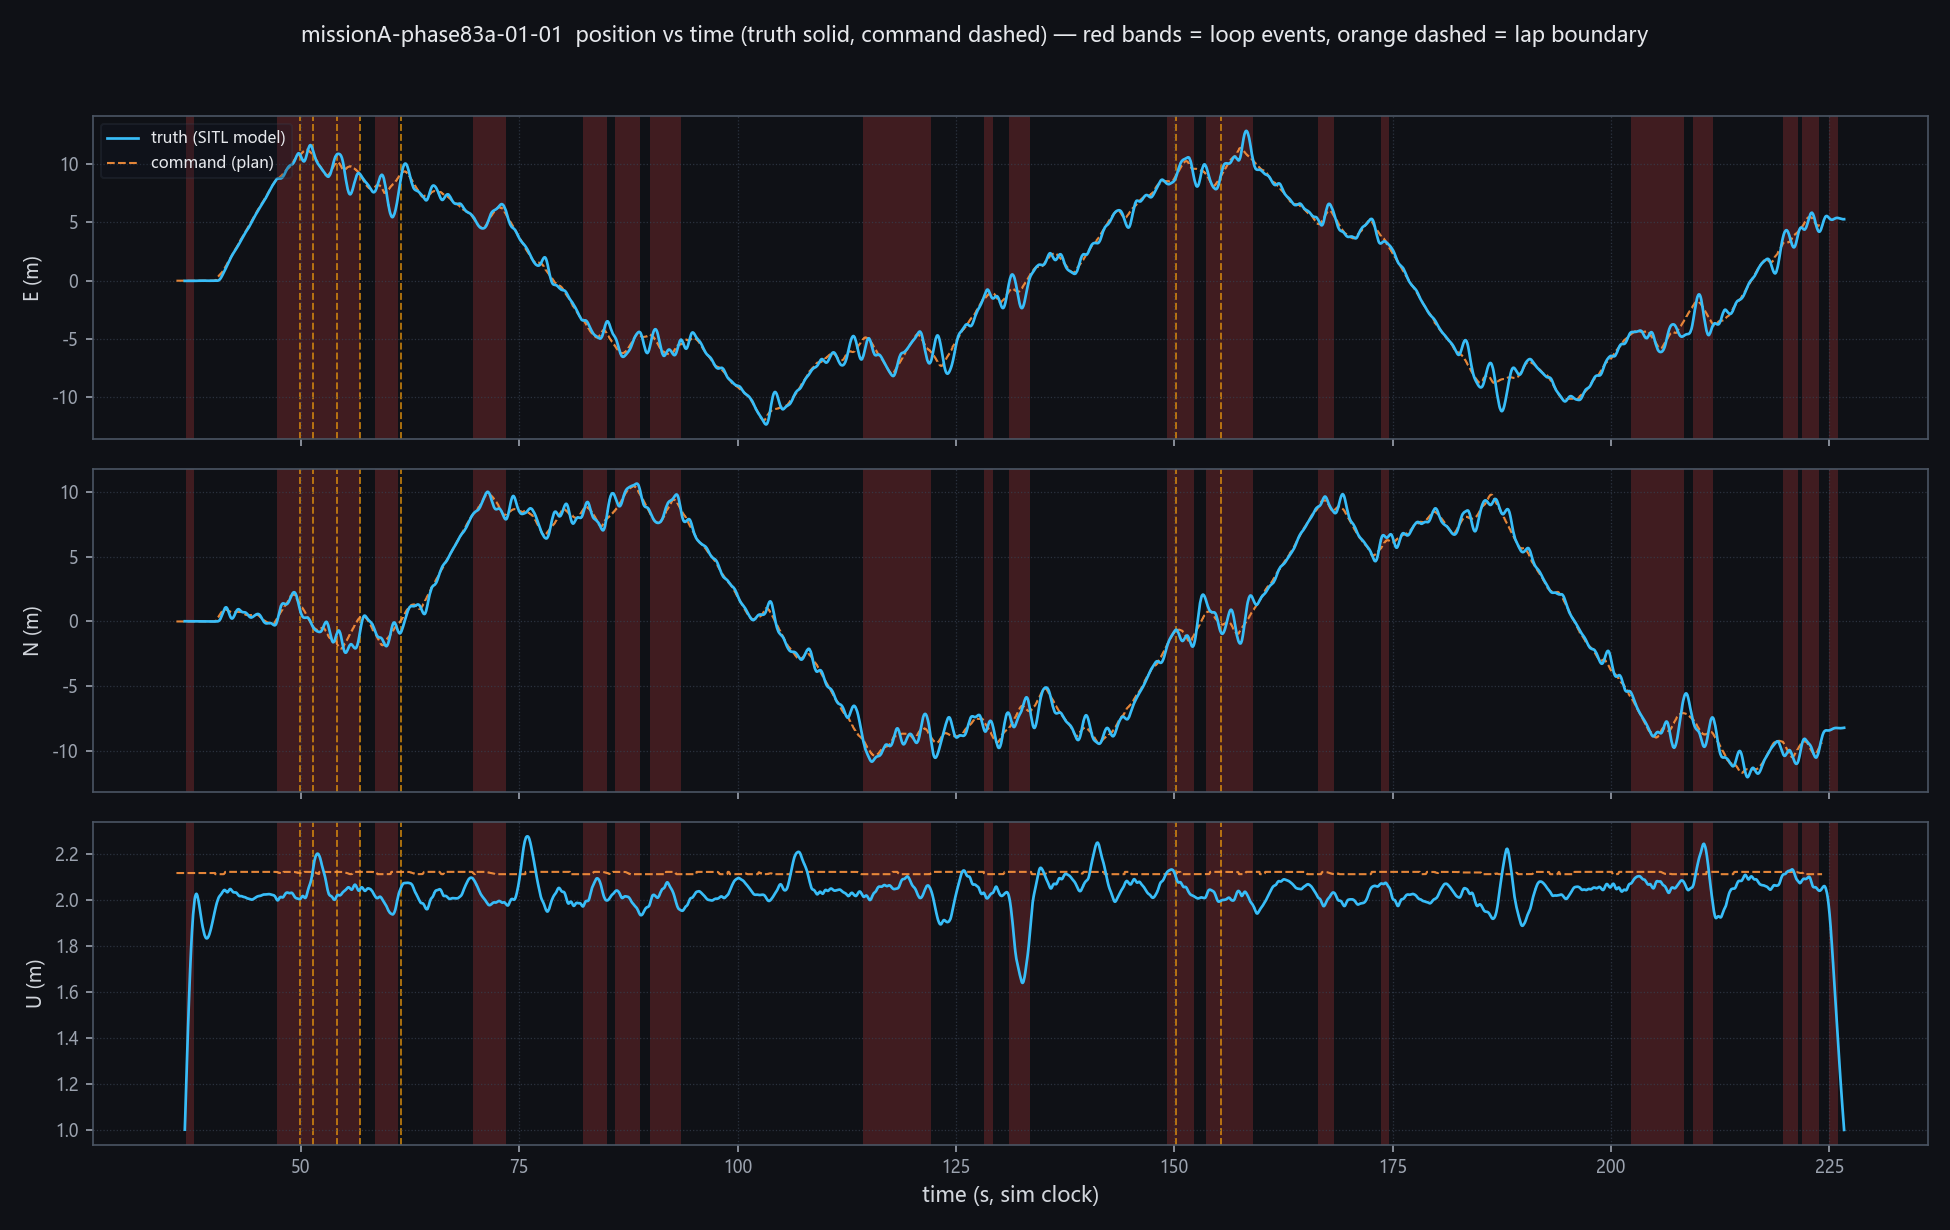 missionA-phase83a-01-01  position vs time (truth solid, command dashed) — red bands = loop events, orange dashed = lap boundary
truth (SITL model)
command (plan)
E (m)
10
5
0
-5
-10
N (m)
10
5
0
-5
-10
U (m)
2.2
2.0
1.8
1.6
1.4
1.2
1.0
50 75 100 125 150 175 200 225
time (s, sim clock)